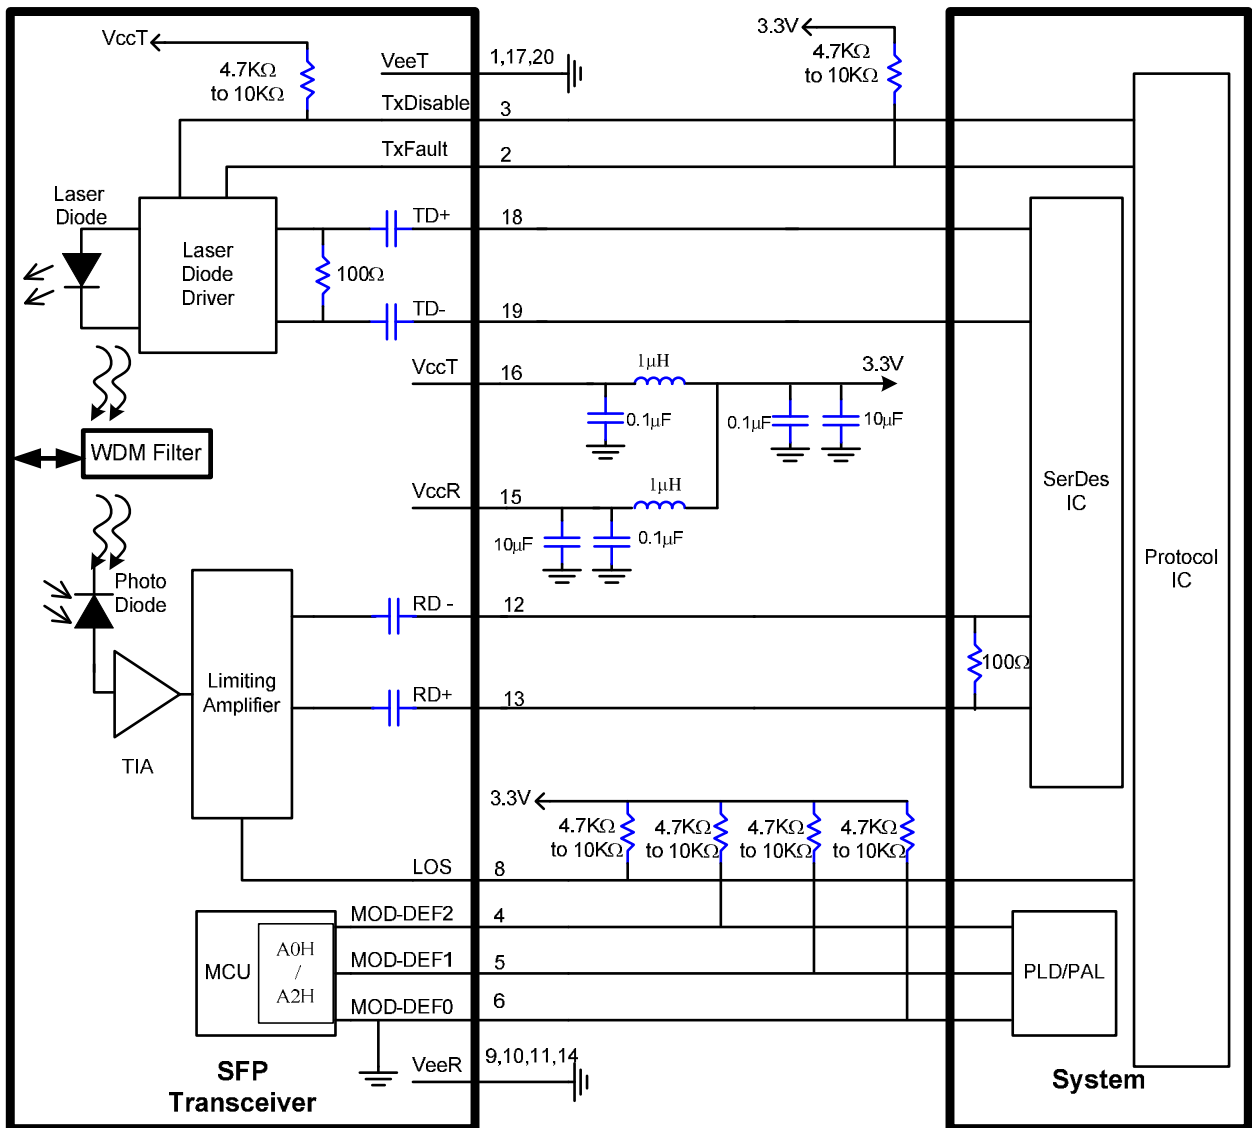 VccT
4.7KΩ
to 10KΩ
VeeT
1,17,20
3.3V
4.7KΩ
to 10KΩ
TxDisable
3
TxFault
2
Laser
Diode
Laser
Diode
Driver
TD+
18
100Ω
TD-
19
VccT
16
1μH
3.3V
0.1μF
0.1μF
10μF
WDM Filter
VccR
15
1μH
10μF
0.1μF
SerDes
IC
Protocol
IC
Photo
Diode
RD -
12
Limiting
Amplifier
100Ω
RD+
13
TIA
3.3V
4.7KΩ
to 10KΩ
4.7KΩ
to 10KΩ
4.7KΩ
to 10KΩ
4.7KΩ
to 10KΩ
LOS
8
MOD-DEF2
4
MCU
A0H
/
A2H
MOD-DEF1
5
PLD/PAL
MOD-DEF0
6
VeeR
9,10,11,14
SFP
Transceiver
System